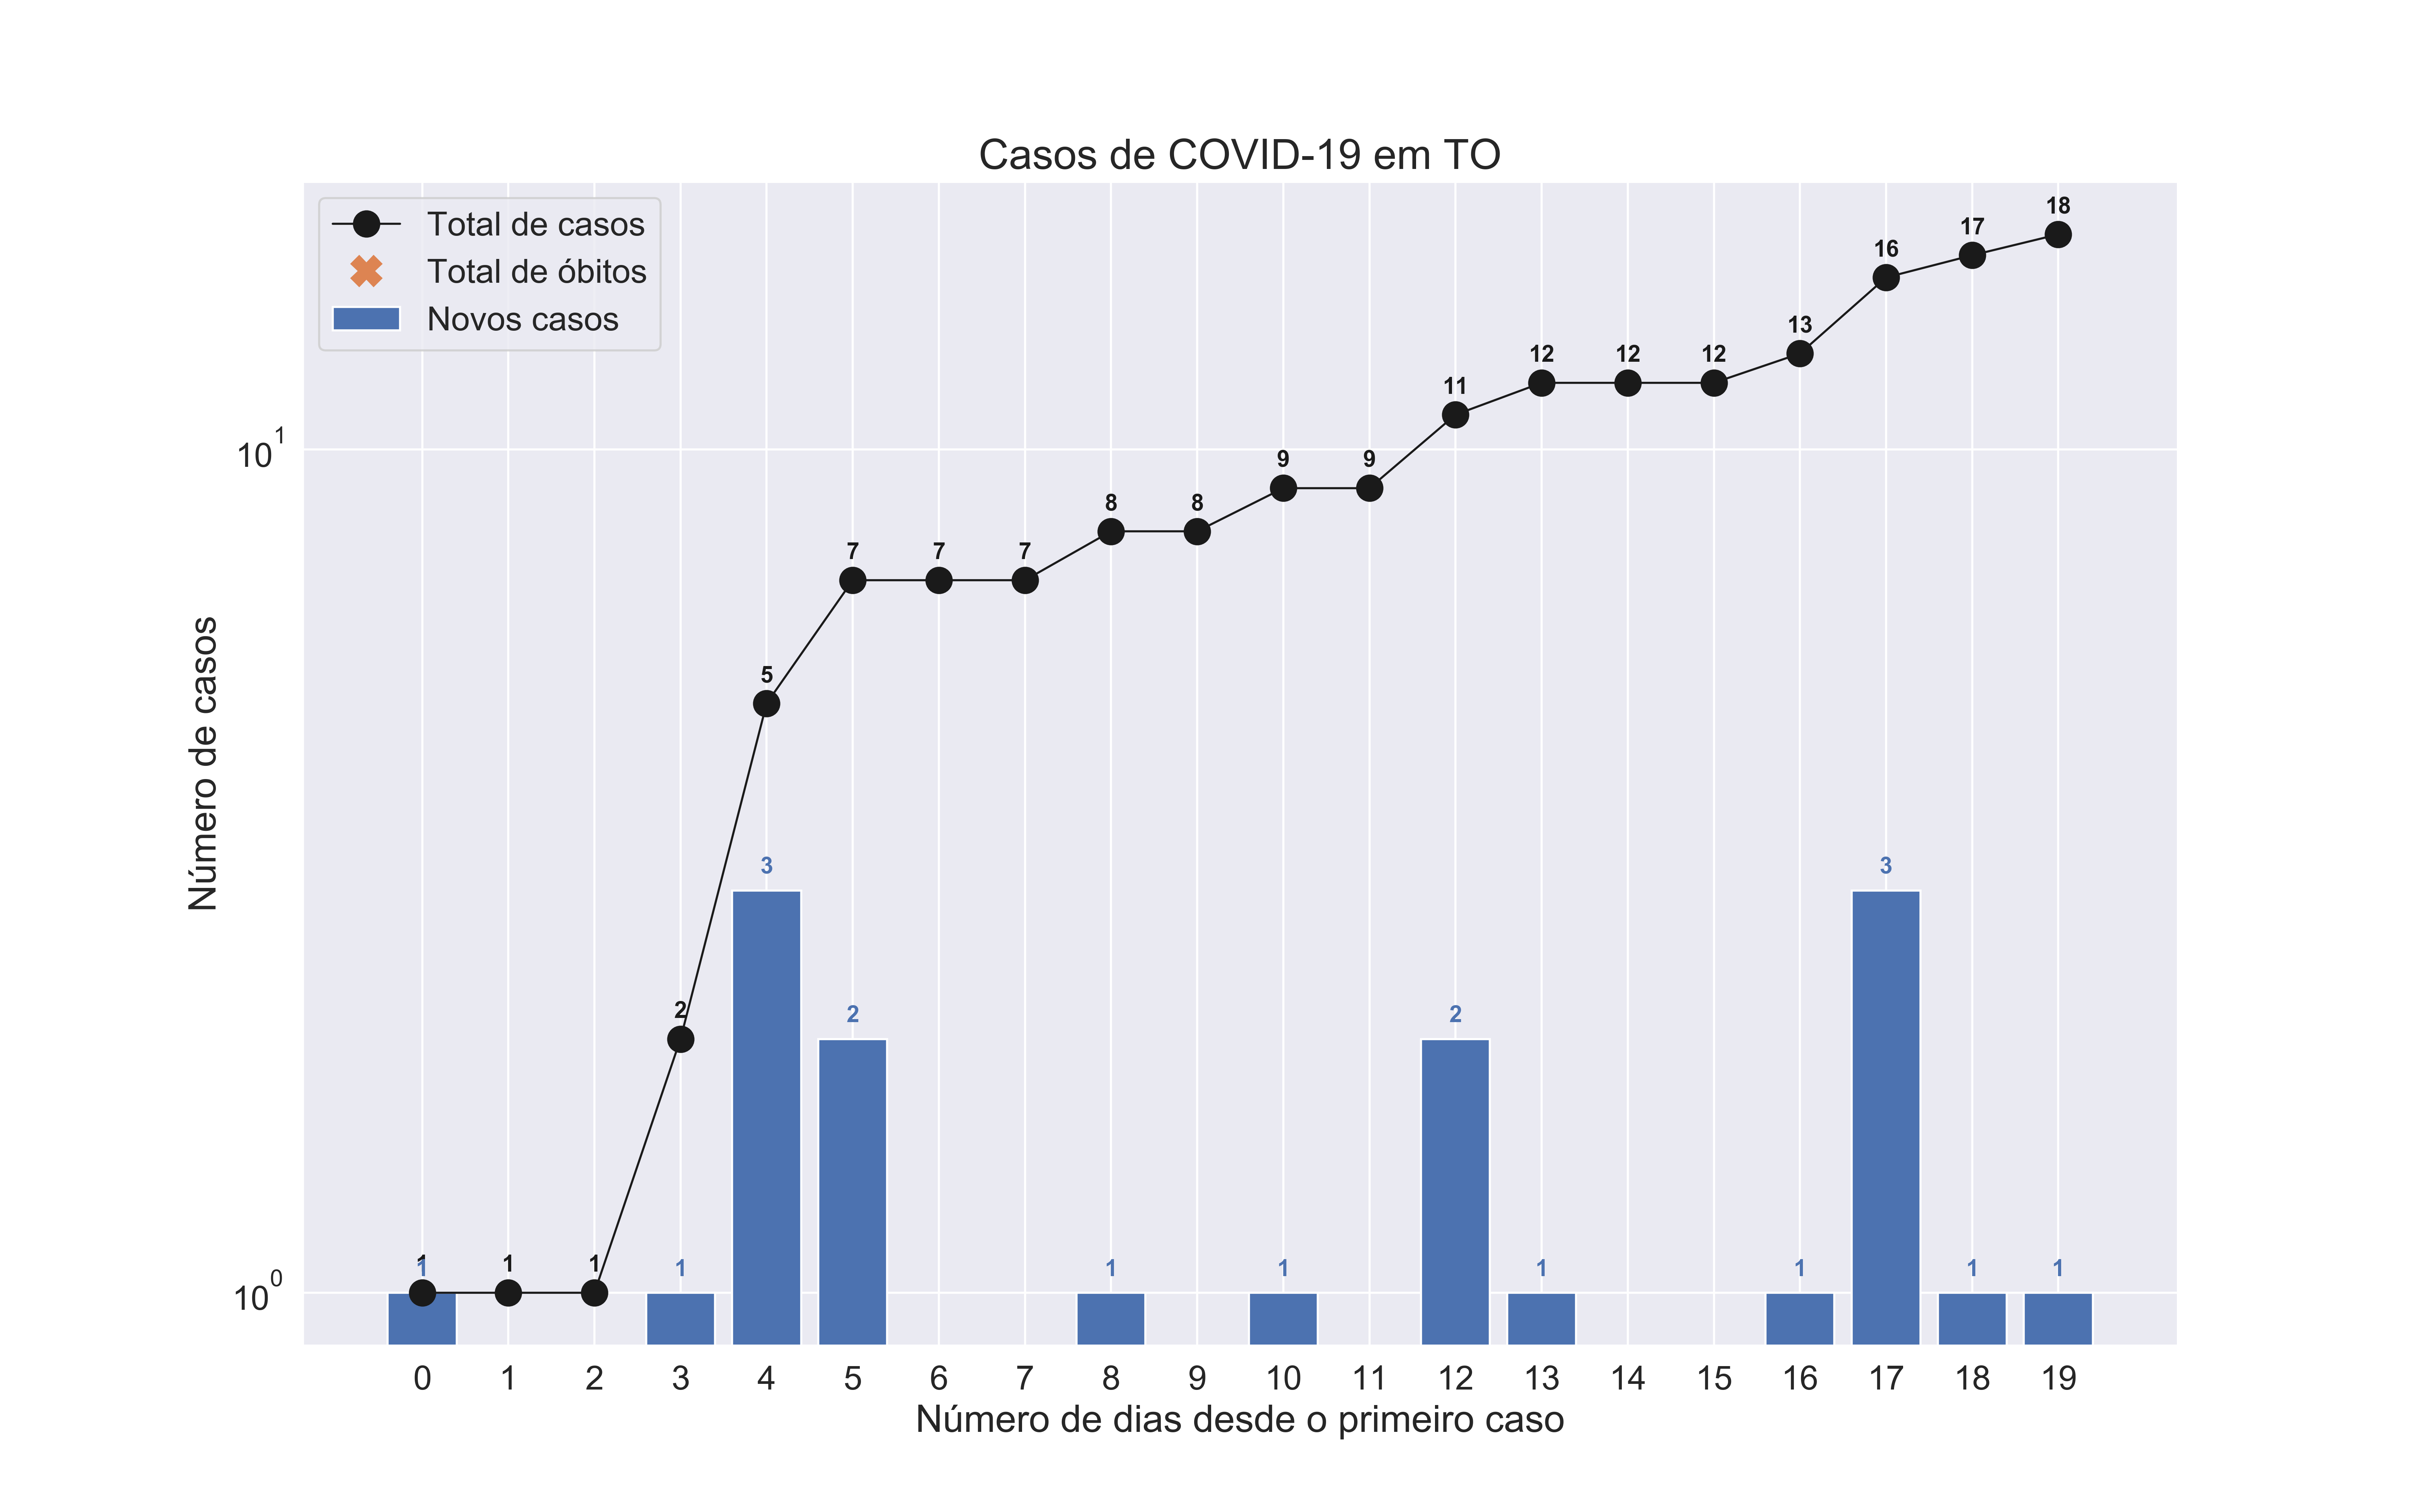 Casos de COVID-19 em TO
Total de casos
Total de óbitos
Novos casos
Número de casos
10^1
10^0
1 1 1 2 5 7 7 7 8 8 9 9 11 12 12 12 13 16 17 18
1 1 3 2 1 1 2 1 1 3 1 1
0 1 2 3 4 5 6 7 8 9 10 11 12 13 14 15 16 17 18 19
Número de dias desde o primeiro caso